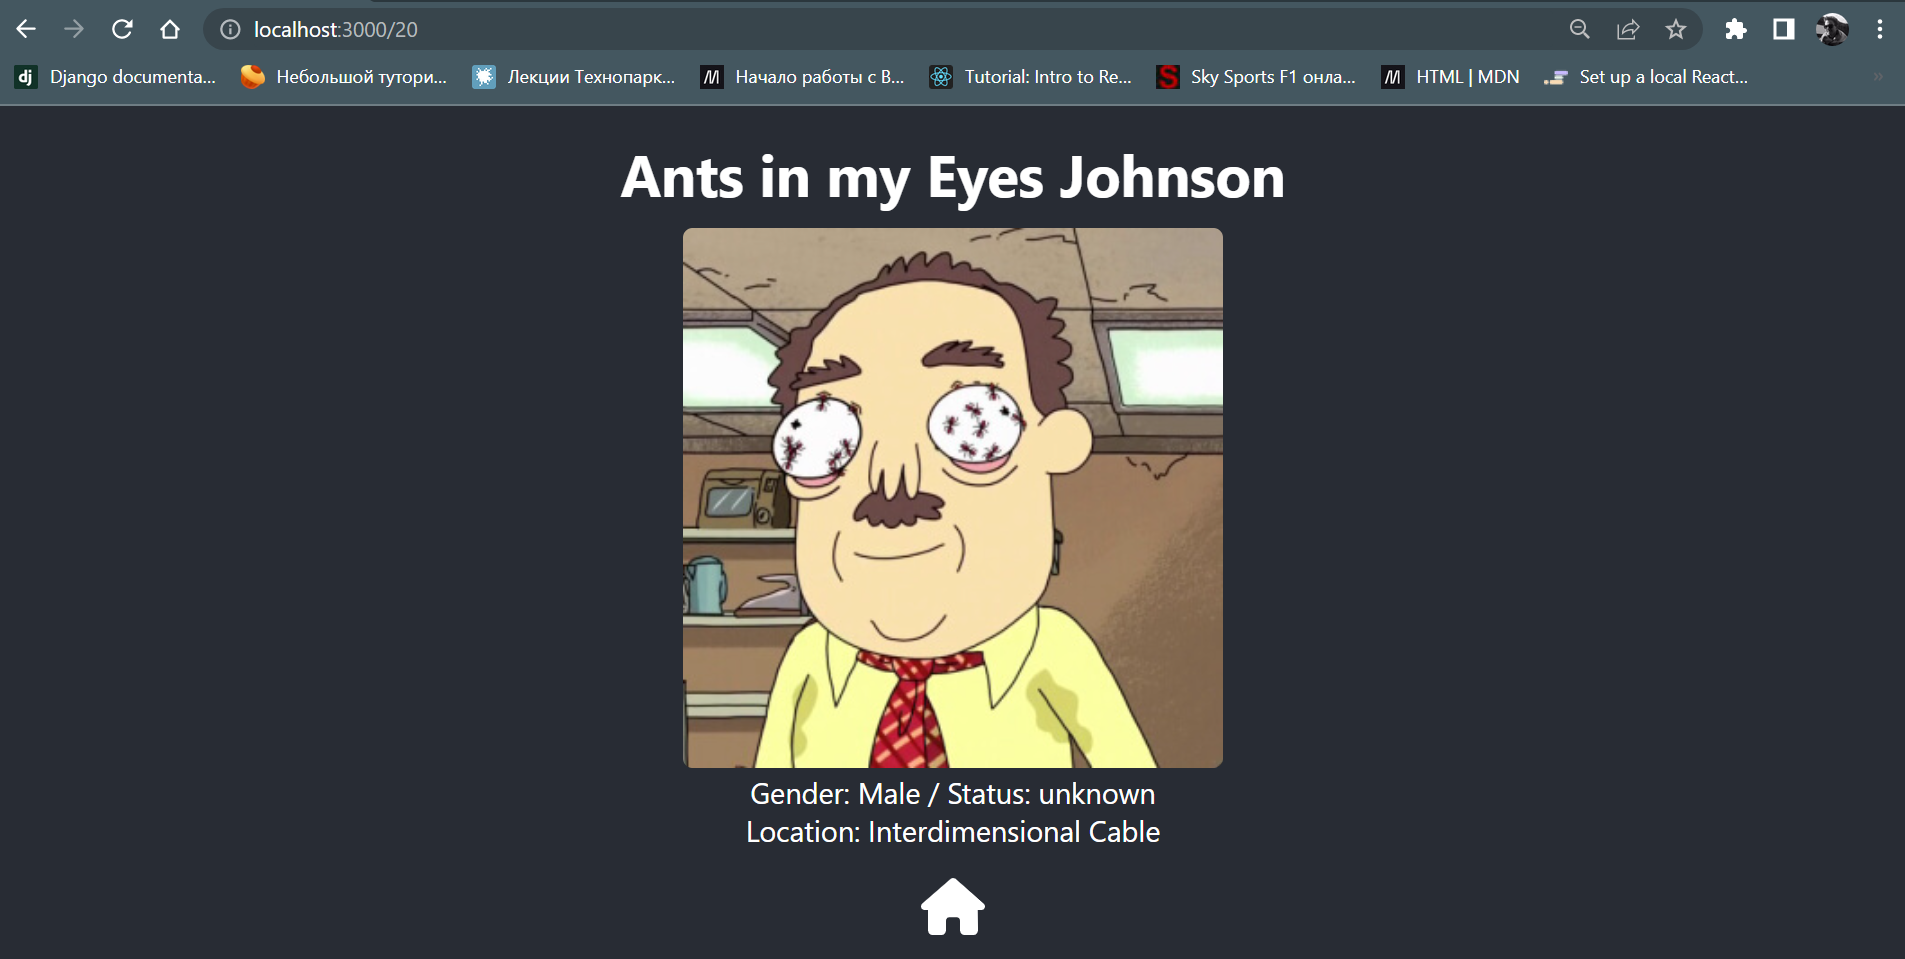 localhost:3000/20
dj Django documenta... Небольшой тутори... Лекции Технопарк... Начало работы с B... Tutorial: Intro to Re... S Sky Sports F1 онла... HTML | MDN Set up a local React... »
Ants in my Eyes Johnson
Gender: Male / Status: unknown
Location: Interdimensional Cable